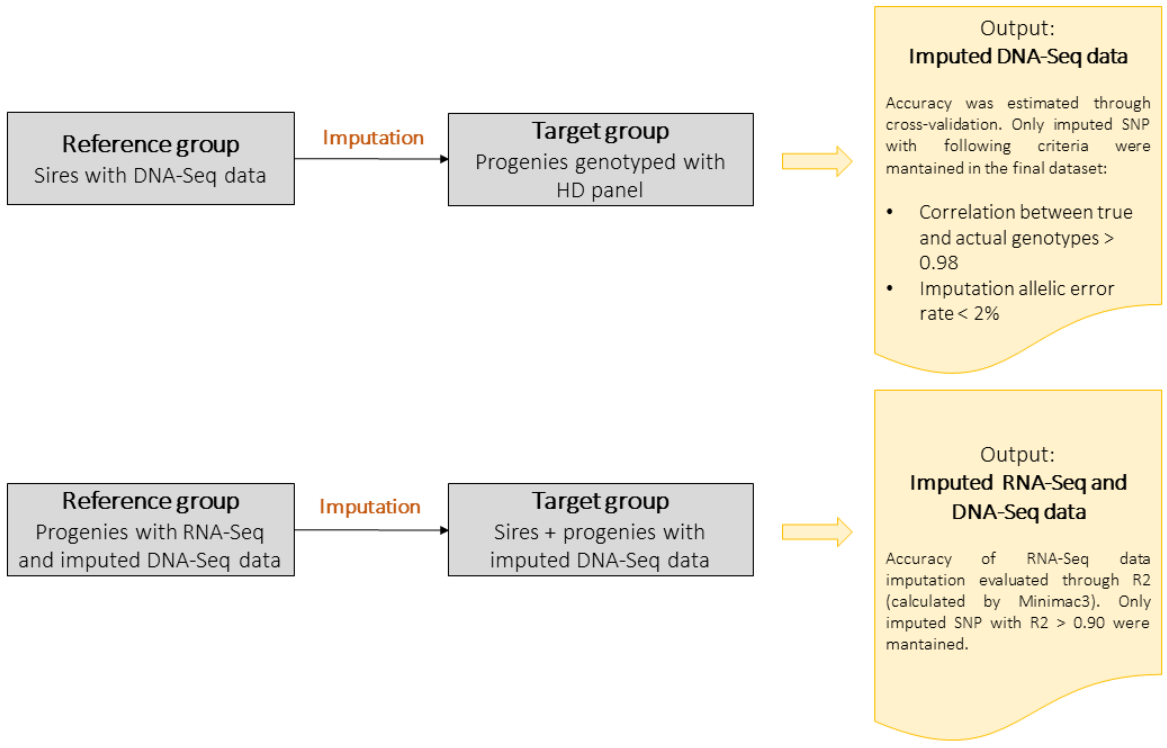 Reference group
Sires with DNA-Seq data
Imputation
Target group
Progenies genotyped with
HD panel
Output:
Imputed DNA-Seq data
Accuracy was estimated through
cross-validation. Only imputed SNP
with following criteria were
mantained in the final dataset:
• Correlation between true
and actual genotypes >
0.98
• Imputation allelic error
rate < 2%
Reference group
Progenies with RNA-Seq
and imputed DNA-Seq data
Imputation
Target group
Sires + progenies with
imputed DNA-Seq data
Output:
Imputed RNA-Seq and
DNA-Seq data
Accuracy of RNA-Seq data
imputation evaluated through R2
(calculated by Minimac3). Only
imputed SNP with R2 > 0.90 were
mantained.